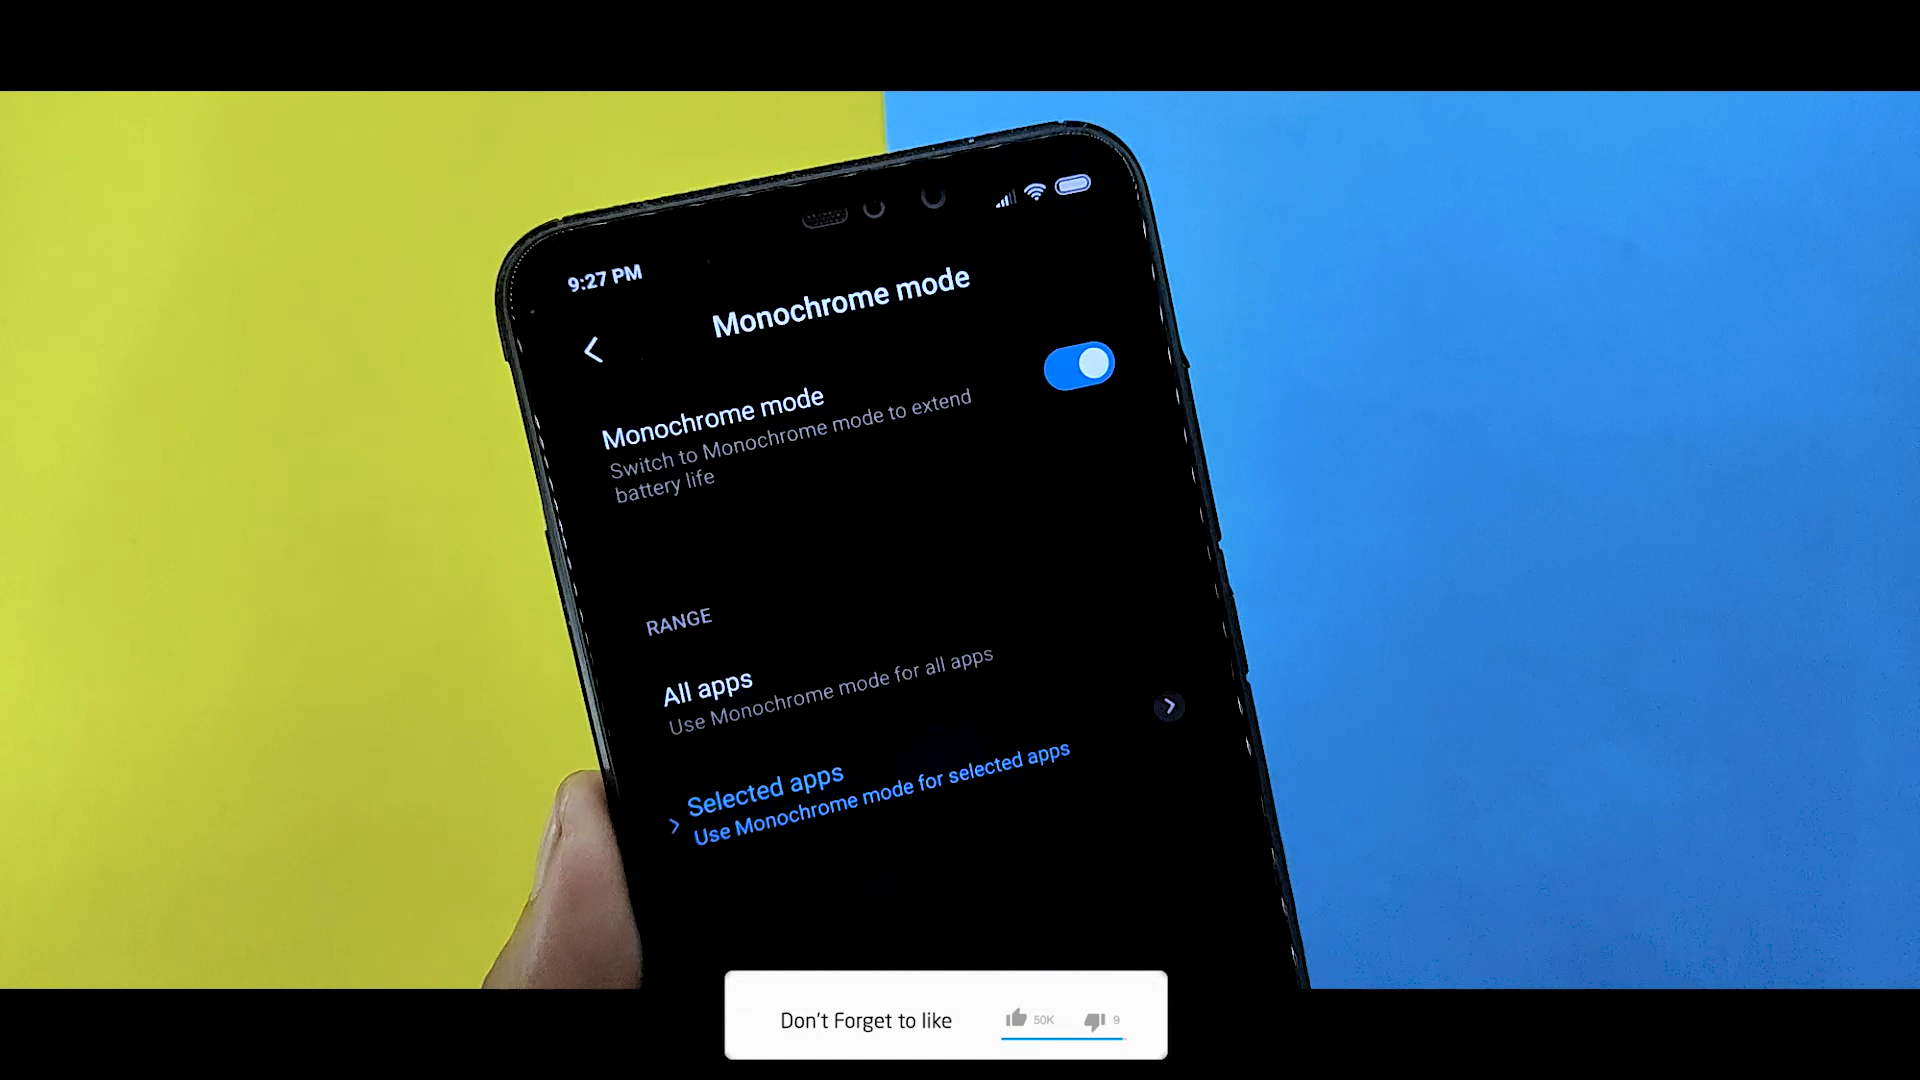 9:27 PM
Monochrome mode
Monochrome mode
Switch to Monochrome mode to extend
battery life
RANGE
All apps
Use Monochrome mode for all apps
Selected apps
Use Monochrome mode for selected apps
Don't Forget to like
50K
9